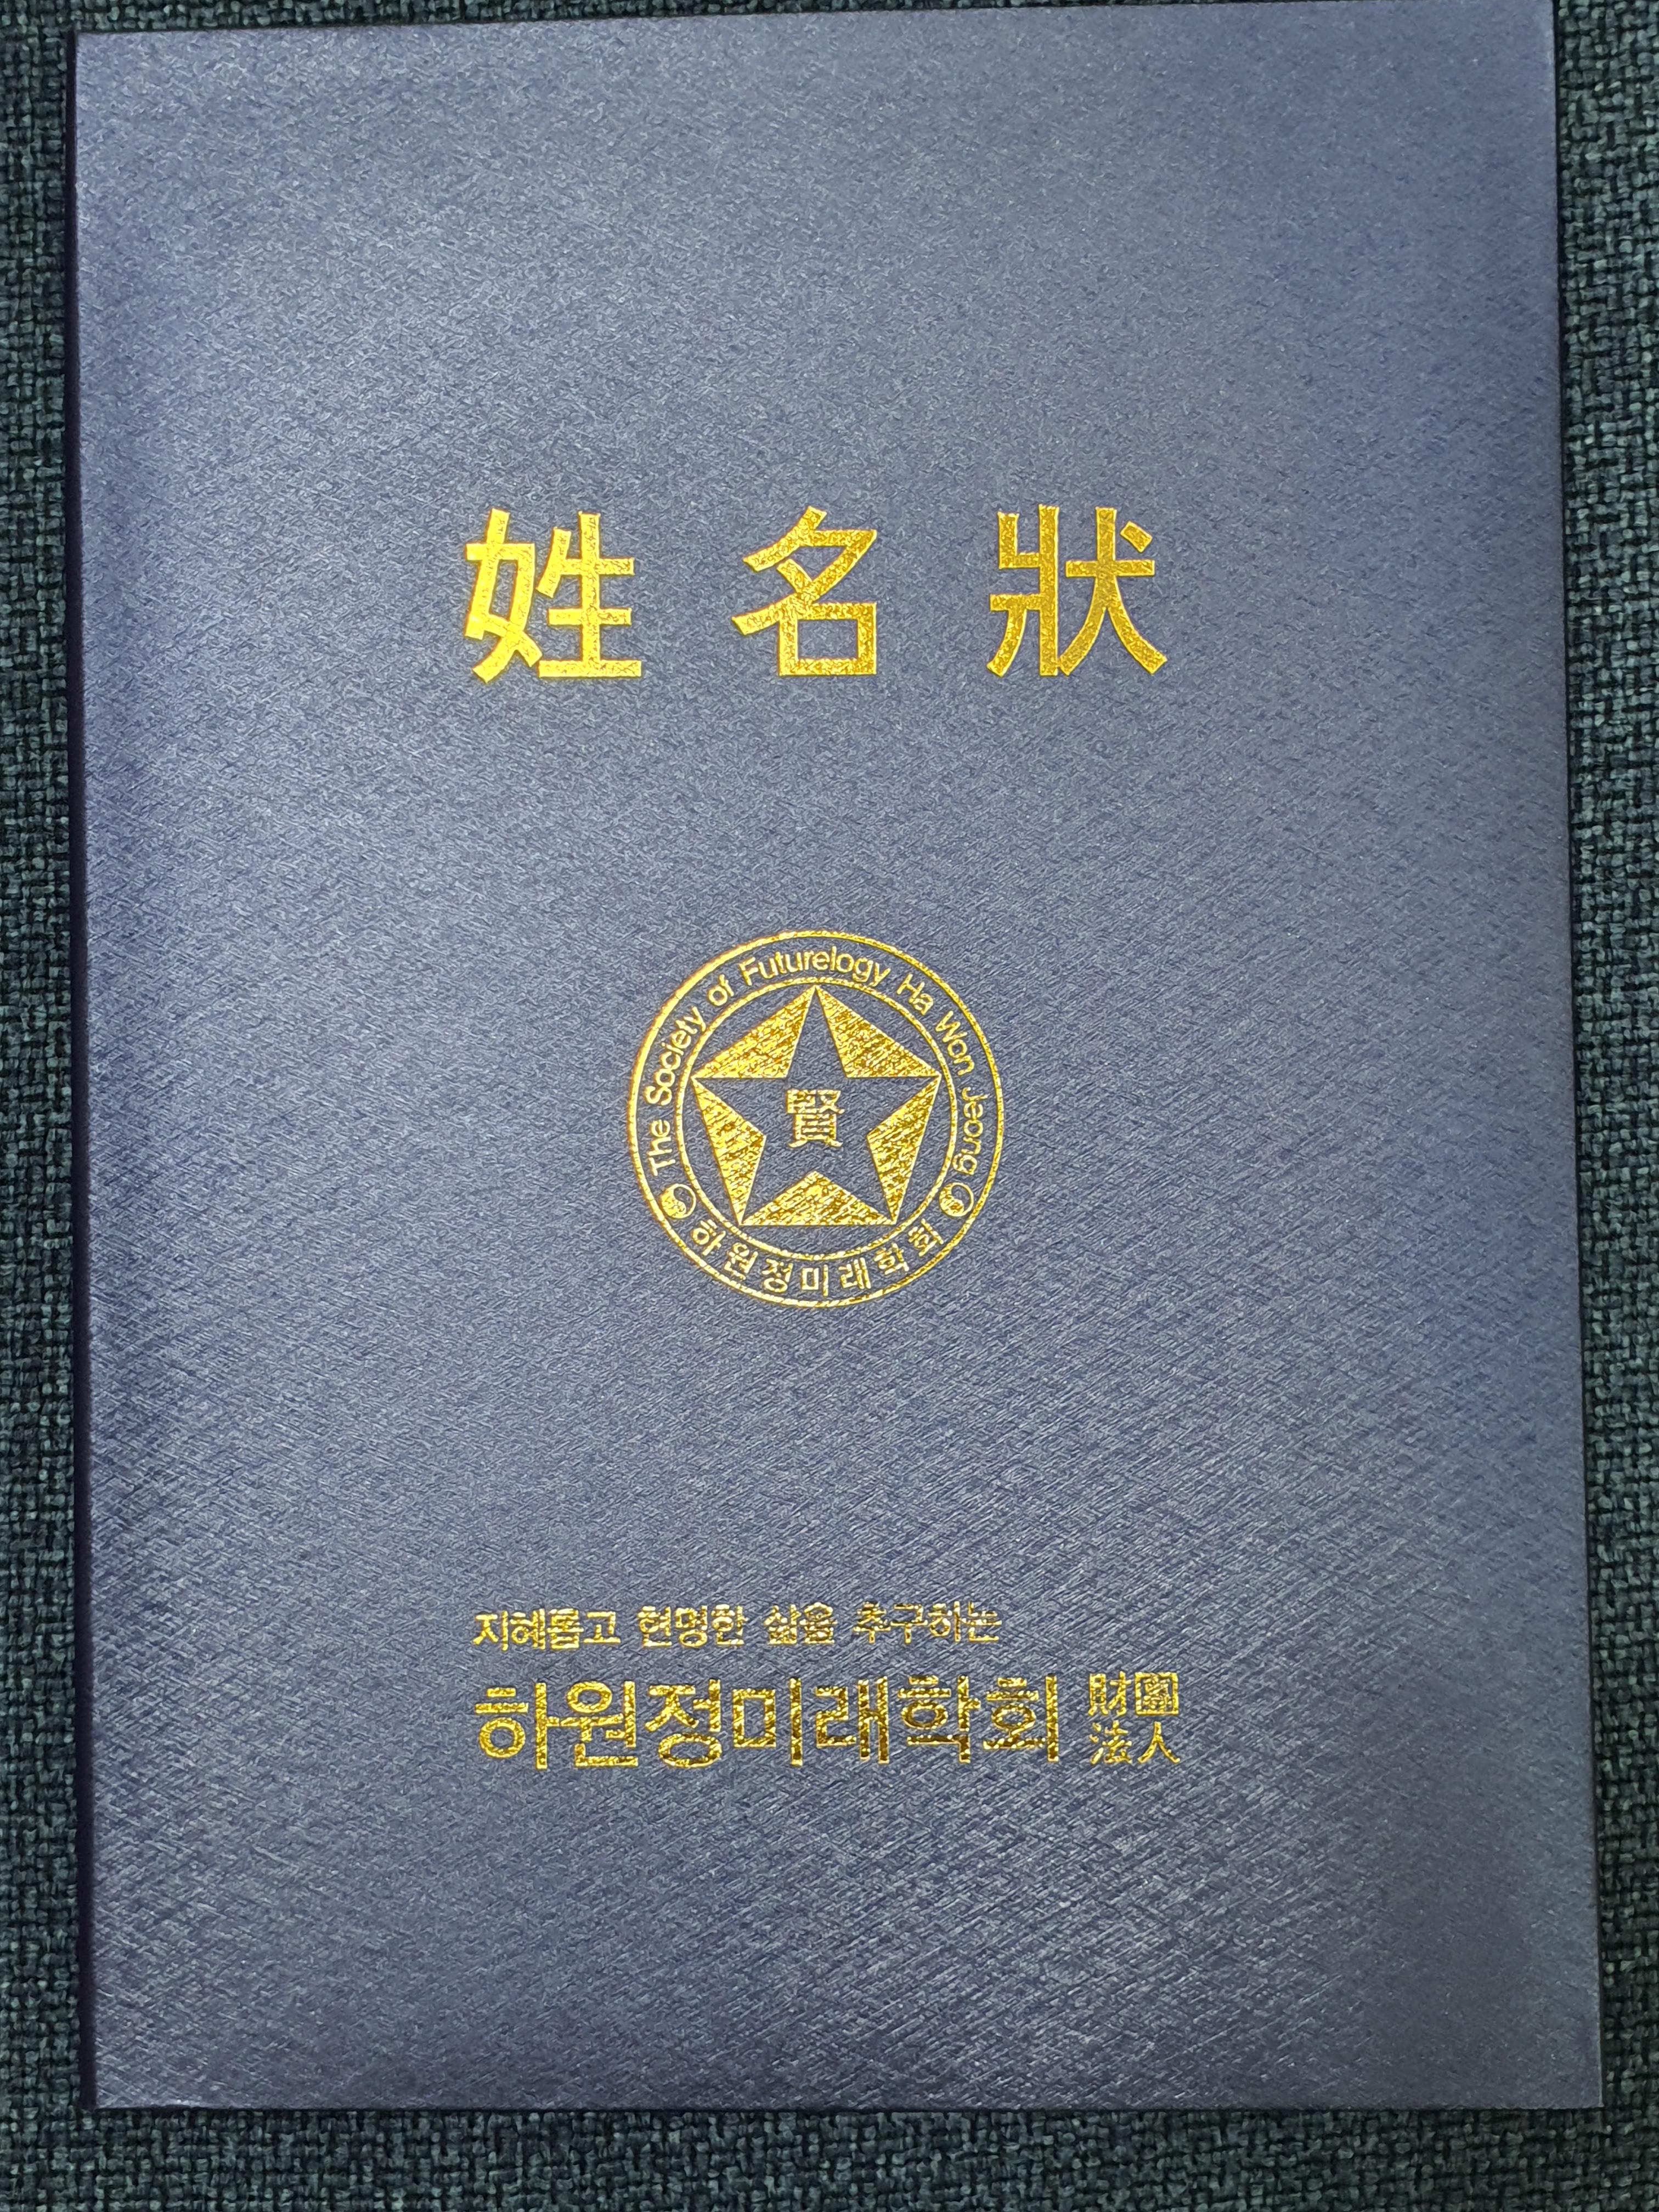 姓名狀
The Society of Futurelogy Ha Won Jeong
賢
하원정미래학회
지혜롭고 현명한 삶을 추구하는
하원정미래학회 財團
法人